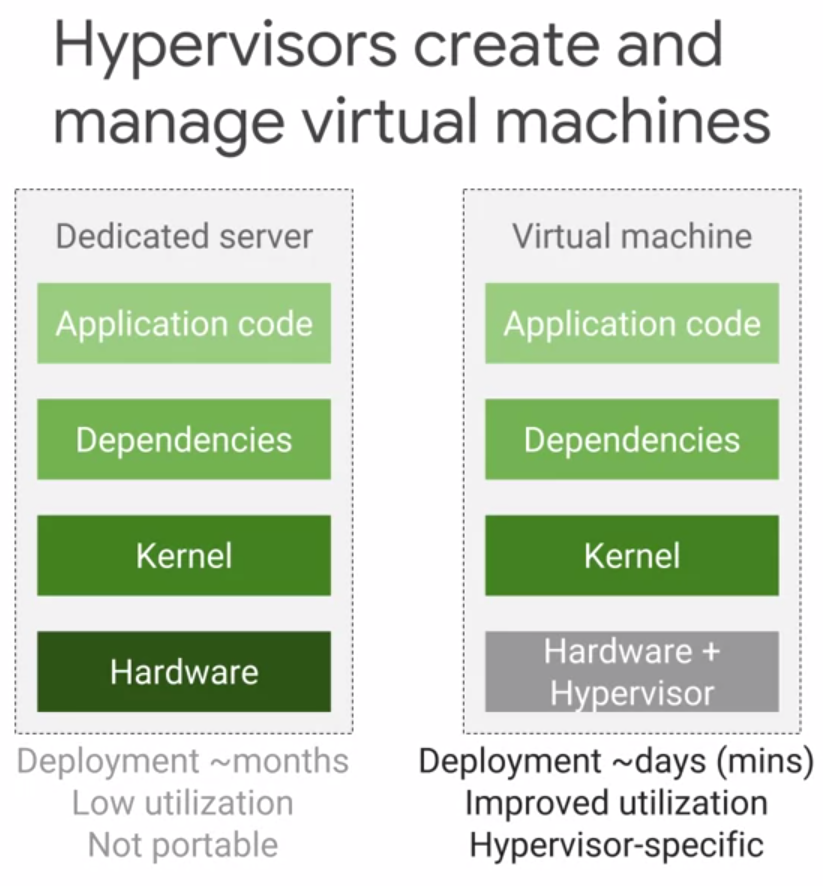 Hypervisors create and
manage virtual machines
Dedicated server
Application code
Dependencies
Kernel
Hardware
Deployment ~months
Low utilization
Not portable
Virtual machine
Application code
Dependencies
Kernel
Hardware +
Hypervisor
Deployment ~days (mins)
Improved utilization
Hypervisor-specific